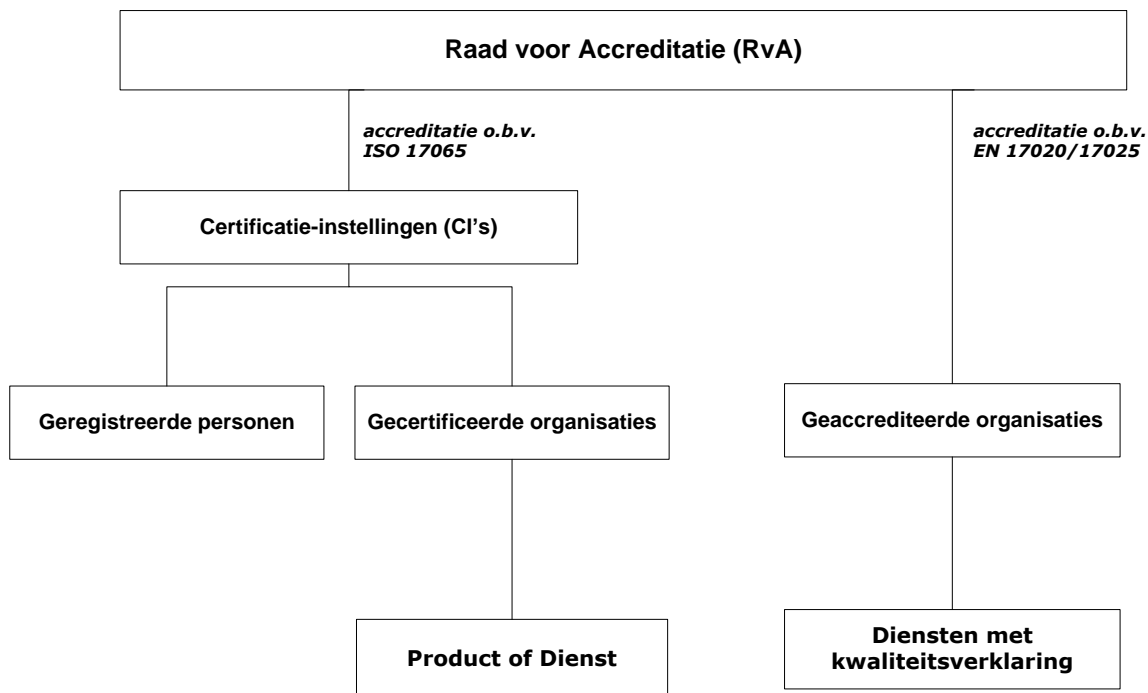 Raad voor Accreditatie (RvA)
accreditatie o.b.v.
ISO 17065
accreditatie o.b.v.
EN 17020/17025
Certificatie-instellingen (CI's)
Geregistreerde personen
Gecertificeerde organisaties
Geaccrediteerde organisaties
Product of Dienst
Diensten met
kwaliteitsverklaring